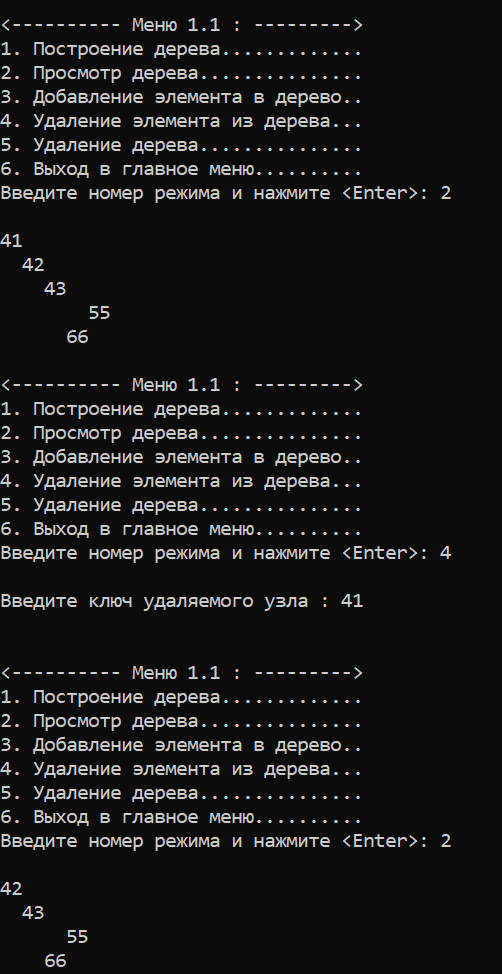 <---------- Меню 1.1 : --------->
1. Построение дерева.............
2. Просмотр дерева...............
3. Добавление элемента в дерево..
4. Удаление элемента из дерева...
5. Удаление дерева...............
6. Выход в главное меню..........
Введите номер режима и нажмите <Enter>: 2

41
  42
    43
        55
      66

<---------- Меню 1.1 : --------->
1. Построение дерева.............
2. Просмотр дерева...............
3. Добавление элемента в дерево..
4. Удаление элемента из дерева...
5. Удаление дерева...............
6. Выход в главное меню..........
Введите номер режима и нажмите <Enter>: 4

Введите ключ удаляемого узла : 41


<---------- Меню 1.1 : --------->
1. Построение дерева.............
2. Просмотр дерева...............
3. Добавление элемента в дерево..
4. Удаление элемента из дерева...
5. Удаление дерева...............
6. Выход в главное меню..........
Введите номер режима и нажмите <Enter>: 2

42
  43
      55
    66